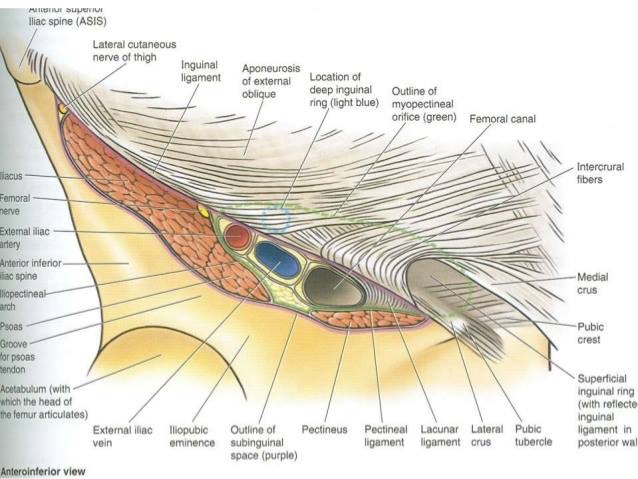 Anterior superior
Iliac spine (ASIS)
Lateral cutaneous
nerve of thigh
Inguinal
ligament
Aponeurosis
of external
oblique
Location of
deep inguinal
ring (light blue)
Outline of
myopectineal
orifice (green)
Femoral canal
Intercrural
fibers
Medial
crus
Pubic
crest
Superficial
inguinal ring
(with reflecte
inguinal
ligament in
posterior wal
Iliacus
Femoral
nerve
External iliac
artery
Anterior inferior
iliac spine
Iliopectineal
arch
Psoas
Groove
for psoas
tendon
Acetabulum (with
which the head of
the femur articulates)
External iliac
vein
Iliopubic
eminence
Outline of
subinguinal
space (purple)
Pectineus
Pectineal
ligament
Lacunar
ligament
Lateral
crus
Pubic
tubercle
Anteroinferior view